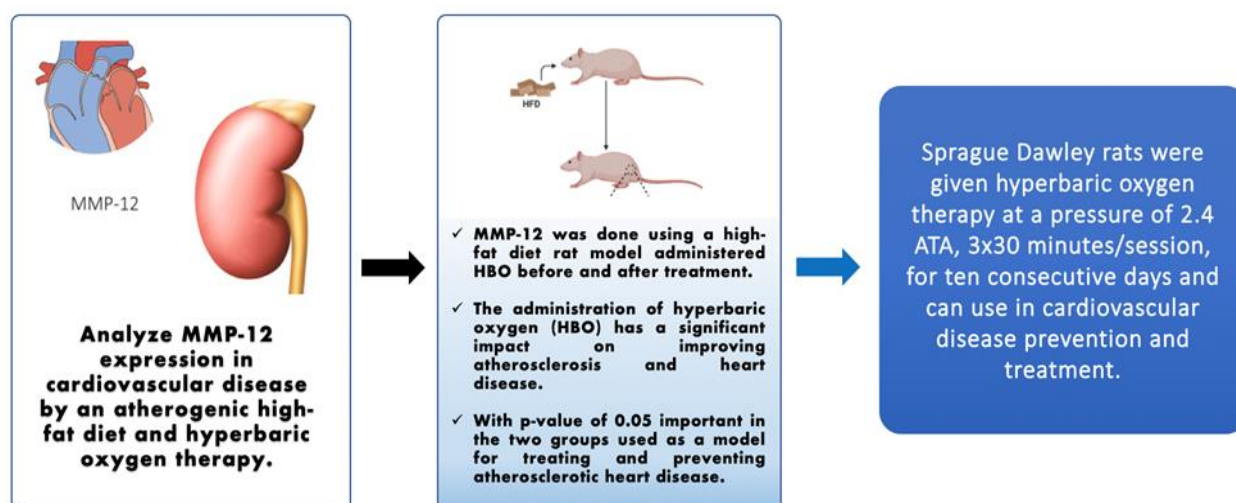 MMP-12
Analyze MMP-12
expression in
cardiovascular disease
by an atherogenic high-
fat diet and hyperbaric
oxygen therapy.
HFD
✓ MMP-12 was done using a high-
fat diet rat model administered
HBO before and after treatment.
✓ The administration of hyperbaric
oxygen (HBO) has a significant
impact on improving
atherosclerosis and heart
disease.
✓ With p-value of 0.05 important in
the two groups used as a model
for treating and preventing
atherosclerotic heart disease.
Sprague Dawley rats were
given hyperbaric oxygen
therapy at a pressure of 2.4
ATA, 3x30 minutes/session,
for ten consecutive days and
can use in cardiovascular
disease prevention and
treatment.